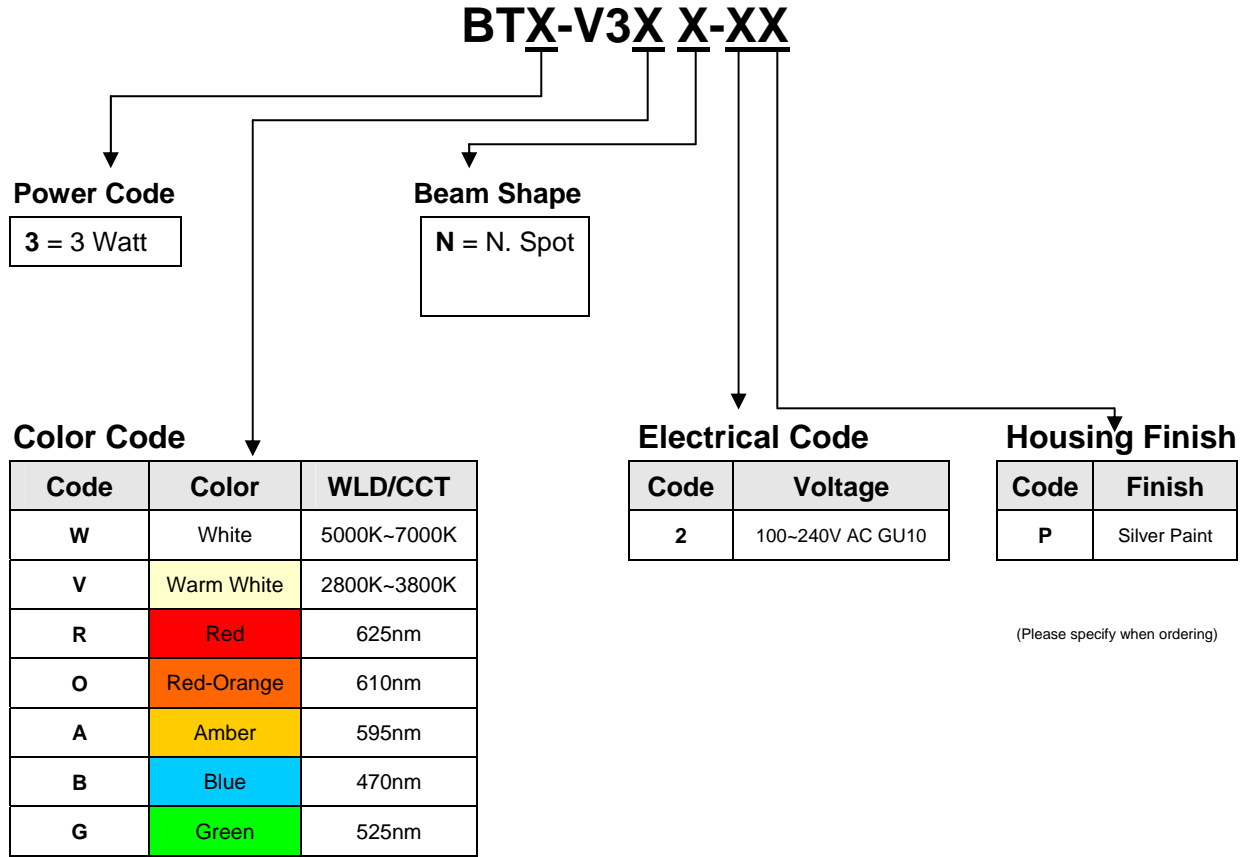 BTX-V3X X-XX
Power Code
3 = 3 Watt
Beam Shape
N = N. Spot
Color Code
Code Color WLD/CCT
W White 5000K~7000K
V Warm White 2800K~3800K
R Red 625nm
O Red-Orange 610nm
A Amber 595nm
B Blue 470nm
G Green 525nm
Electrical Code
Code Voltage
2 100~240V AC GU10
Housing Finish
Code Finish
P Silver Paint
(Please specify when ordering)